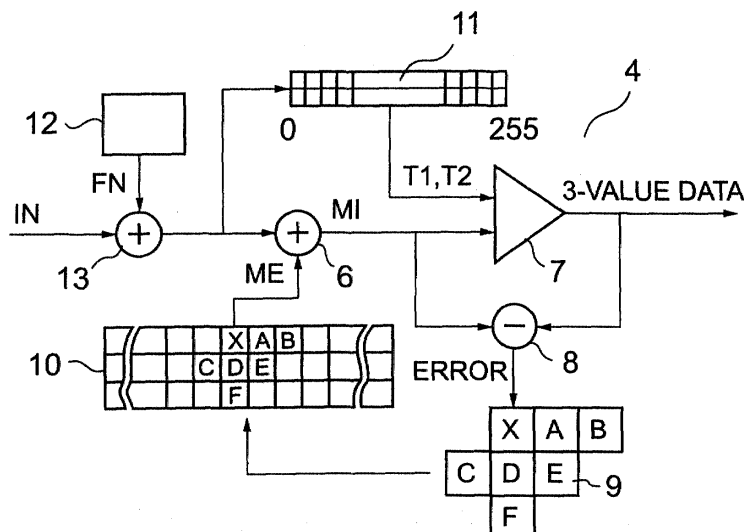 11
4
12
0 255
FN
T1,T2
3-VALUE DATA
IN
+
MI
+
13
ME
6
7
X A B
10
C D E
F
−
8
ERROR
X A B
C D E
9
F